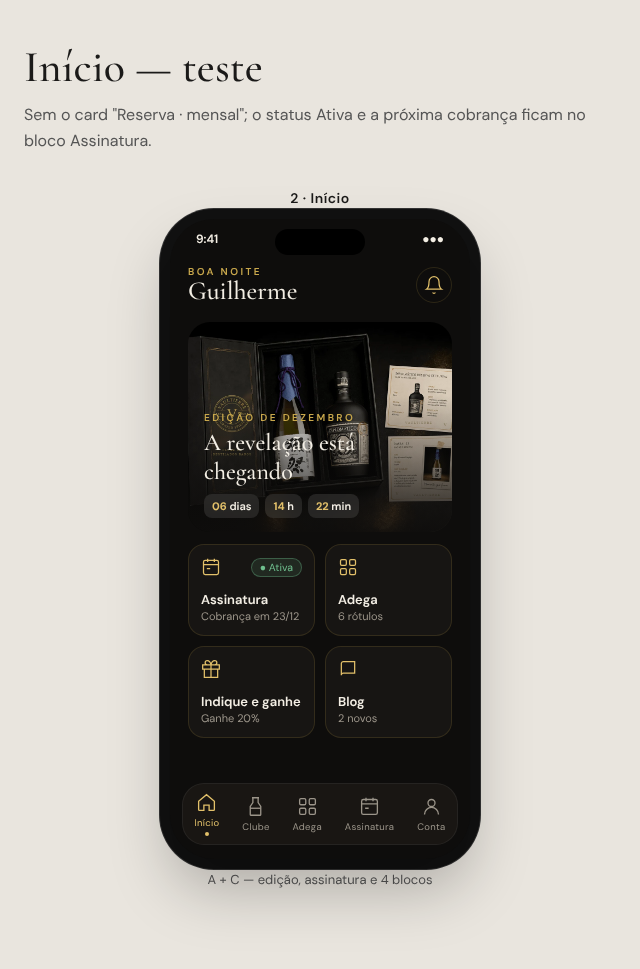 Início — teste
Sem o card "Reserva · mensal"; o status Ativa e a próxima cobrança ficam no
bloco Assinatura.
2 · Início
9:41
BOA NOITE
Guilherme
EDIÇÃO DE DEZEMBRO
A revelação está
chegando
06 dias
14 h
22 min
Ativa
Assinatura
Cobrança em 23/12
Adega
6 rótulos
Indique e ganhe
Ganhe 20%
Blog
2 novos
Início
Clube
Adega
Assinatura
Conta
A + C — edição, assinatura e 4 blocos